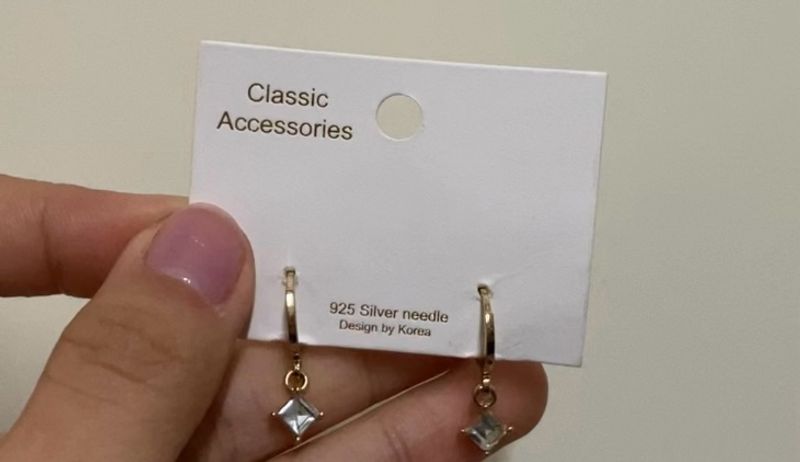 Classic
Accessories
925 Silver needle
Design by Korea